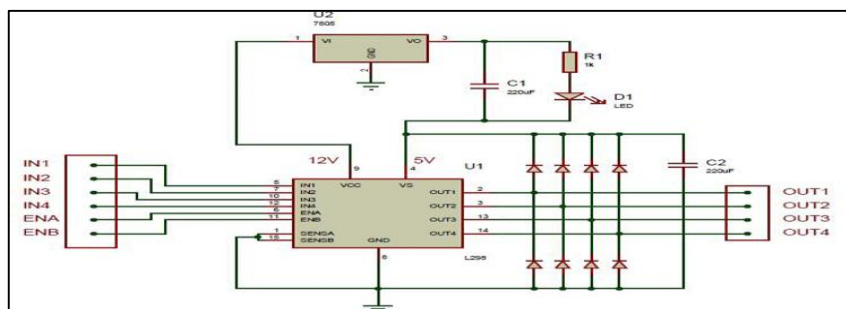 U2
7805
1
VI
VO
3
GND
2
R1
1k
C1
220uF
D1
LED
12V
5V
U1
9
4
C2
220uF
IN1
IN2
IN3
IN4
ENA
ENB
5
7
10
12
6
11
1
15
IN1
IN2
IN3
IN4
ENA
ENB
SENSA
SENSB
VCC
VS
OUT1
OUT2
OUT3
OUT4
GND
8
2
3
13
14
OUT1
OUT2
OUT3
OUT4